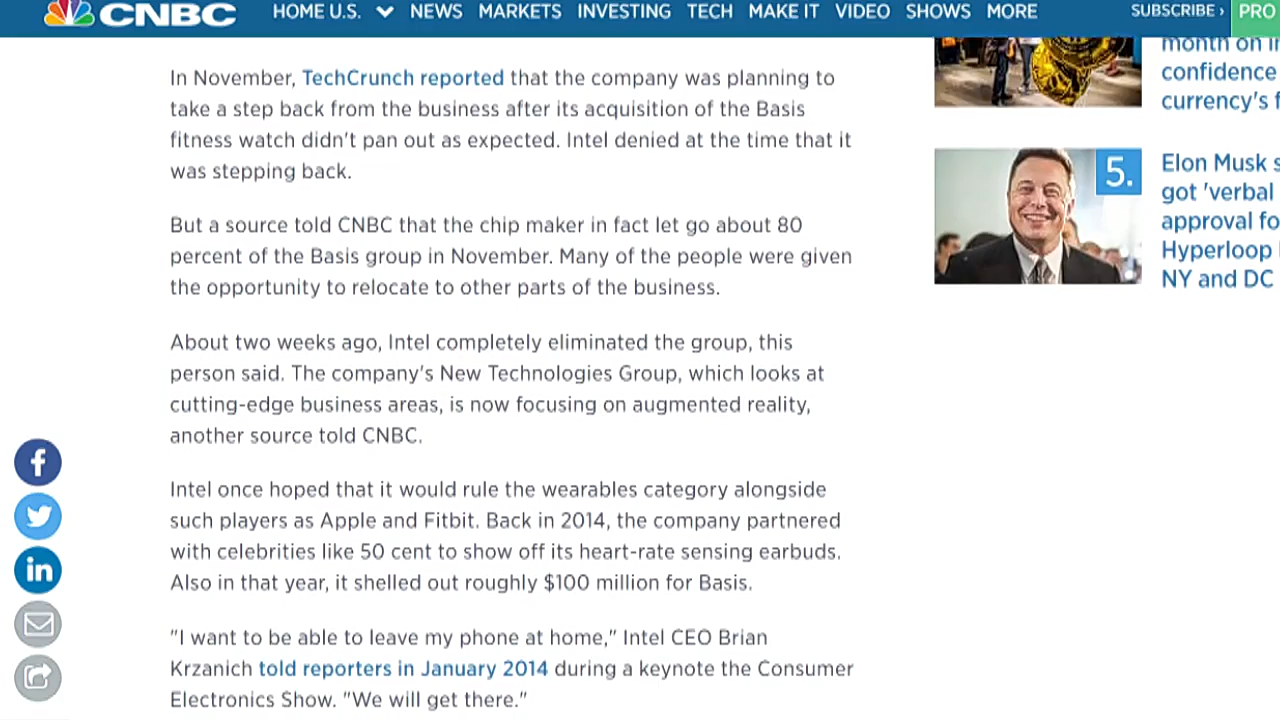 CNBC
HOME U.S. NEWS MARKETS INVESTING TECH MAKE IT VIDEO SHOWS MORE
SUBSCRIBE › PRO
In November, TechCrunch reported that the company was planning to
take a step back from the business after its acquisition of the Basis
fitness watch didn't pan out as expected. Intel denied at the time that it
was stepping back.
But a source told CNBC that the chip maker in fact let go about 80
percent of the Basis group in November. Many of the people were given
the opportunity to relocate to other parts of the business.
About two weeks ago, Intel completely eliminated the group, this
person said. The company's New Technologies Group, which looks at
cutting-edge business areas, is now focusing on augmented reality,
another source told CNBC.
Intel once hoped that it would rule the wearables category alongside
such players as Apple and Fitbit. Back in 2014, the company partnered
with celebrities like 50 cent to show off its heart-rate sensing earbuds.
Also in that year, it shelled out roughly $100 million for Basis.
"I want to be able to leave my phone at home," Intel CEO Brian
Krzanich told reporters in January 2014 during a keynote the Consumer
Electronics Show. "We will get there."
month on
confidence
currency's
5.
Elon Musk
got 'verbal
approval
Hyperloop
NY and DC